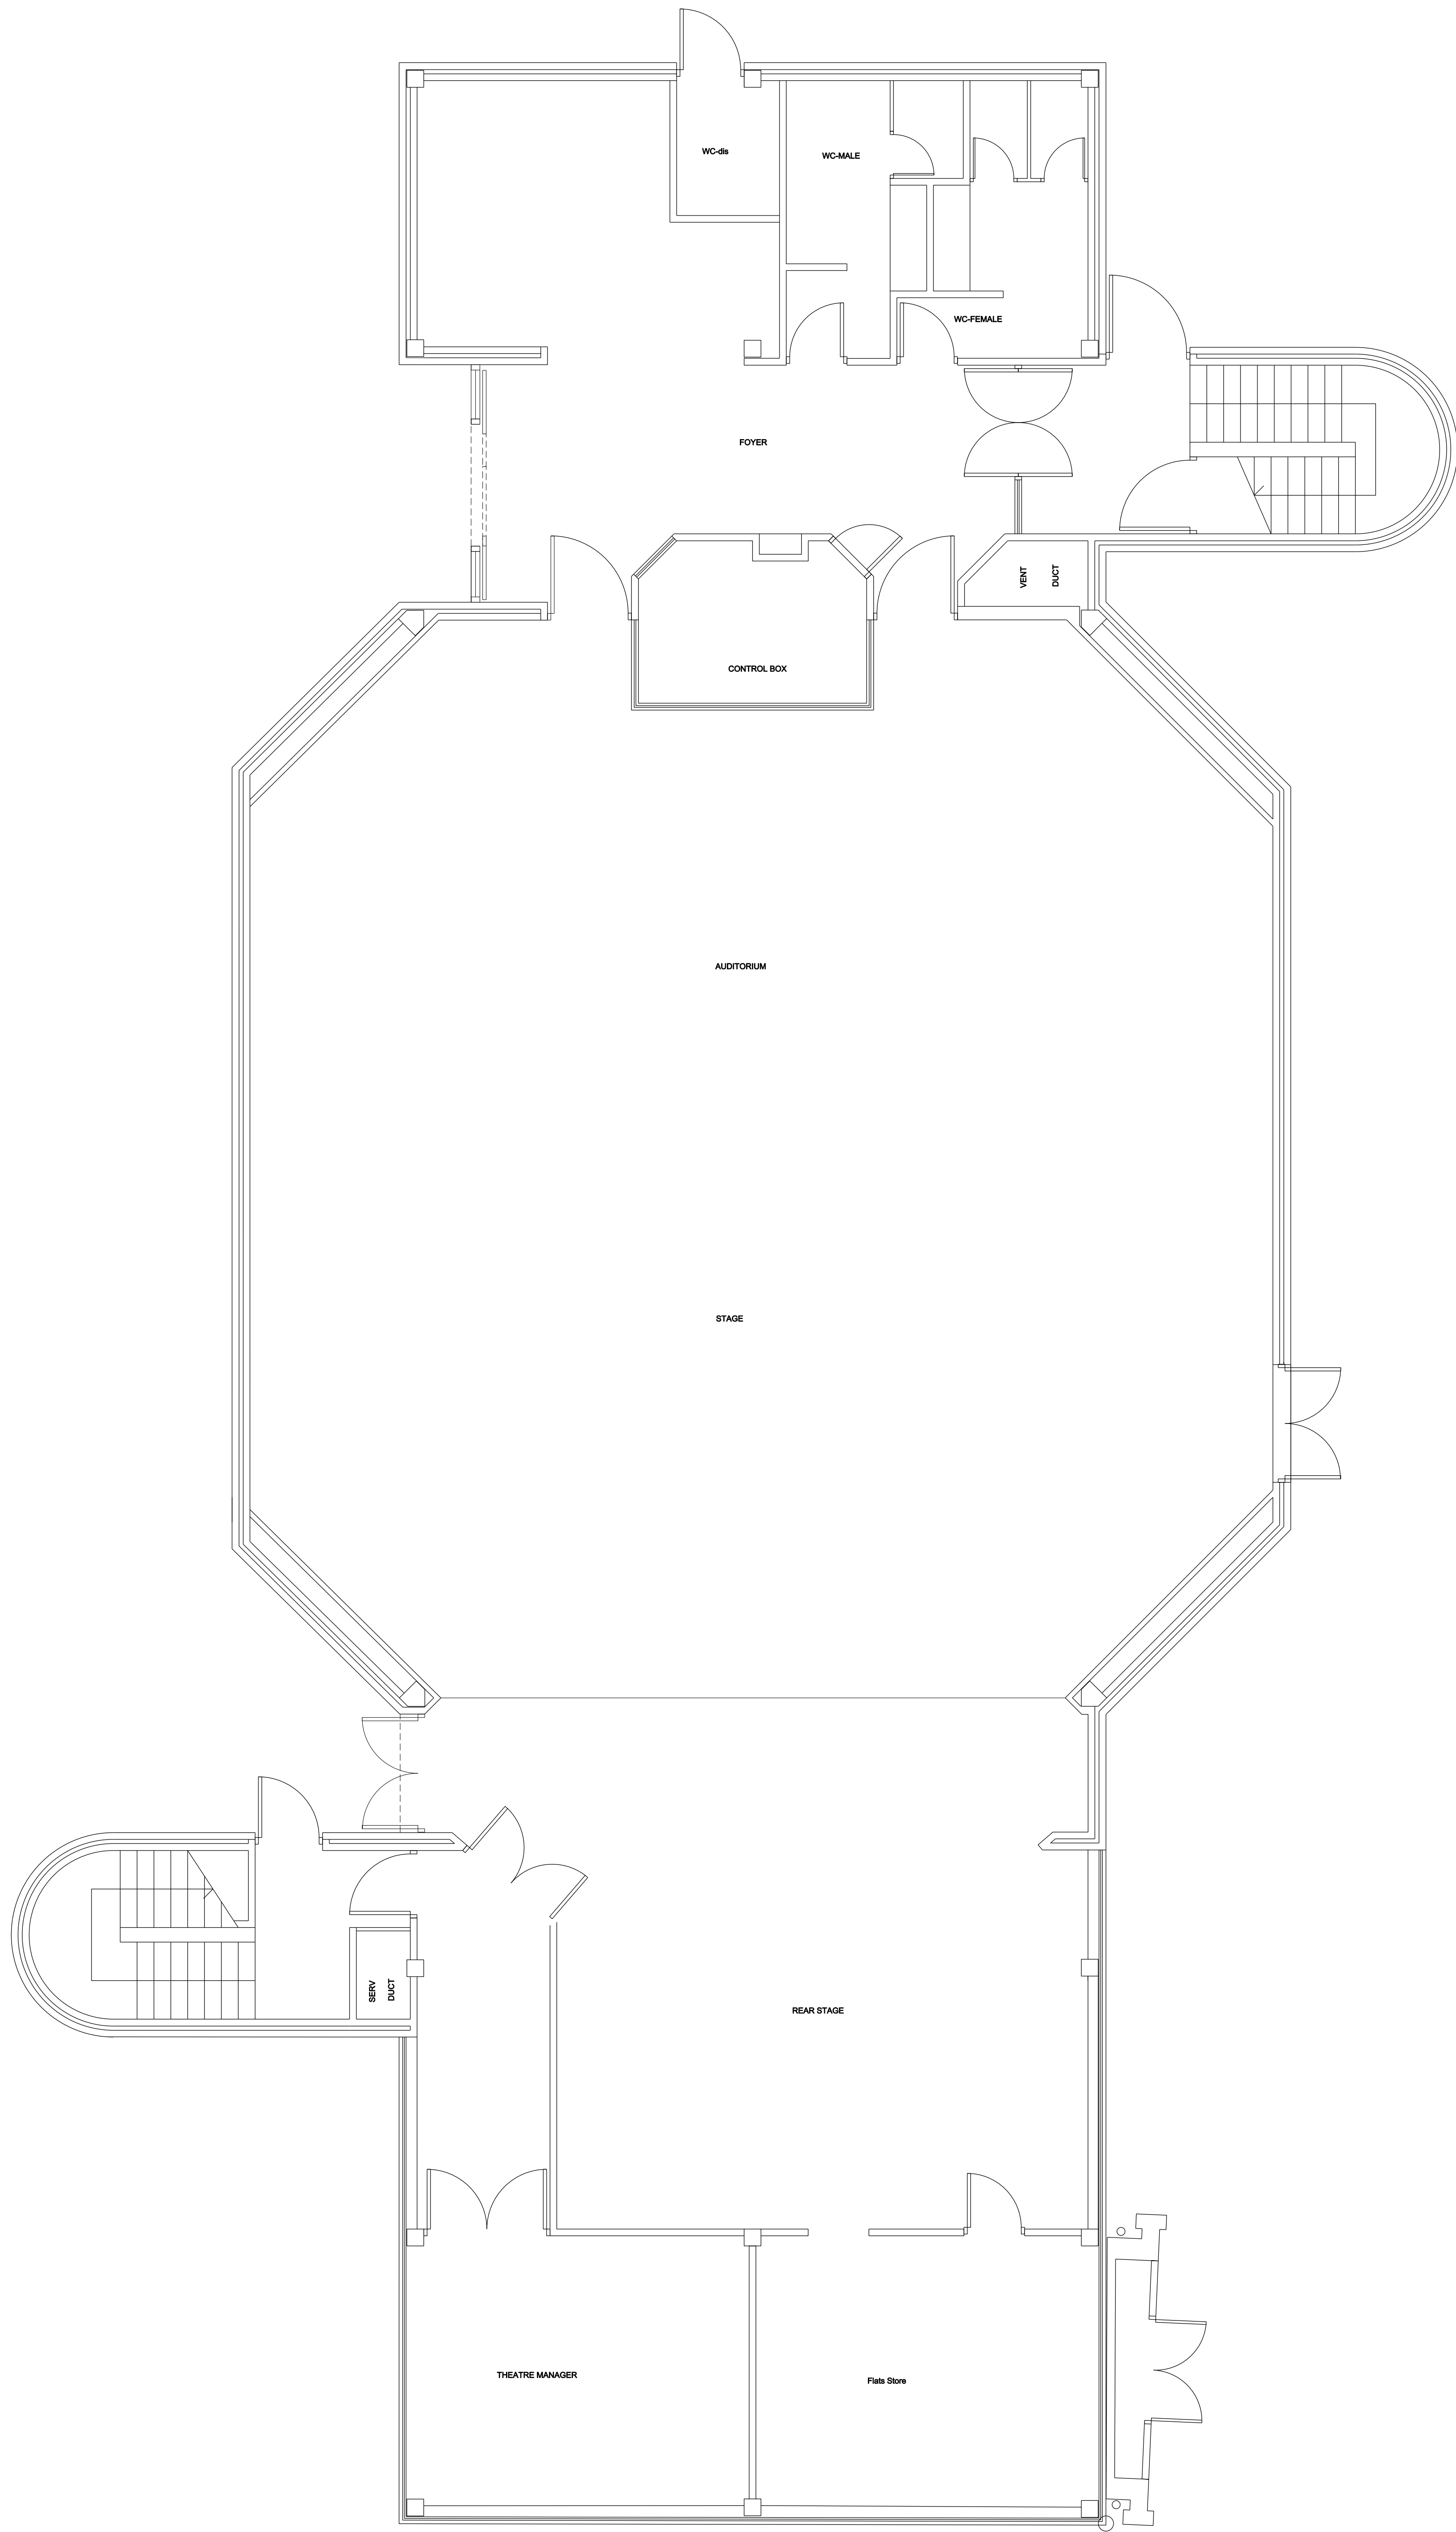 WC-dis
WC-MALE
WC-FEMALE
FOYER
VENT
DUCT
CONTROL BOX
AUDITORIUM
STAGE
SERV
DUCT
REAR STAGE
THEATRE MANAGER
Flats Store